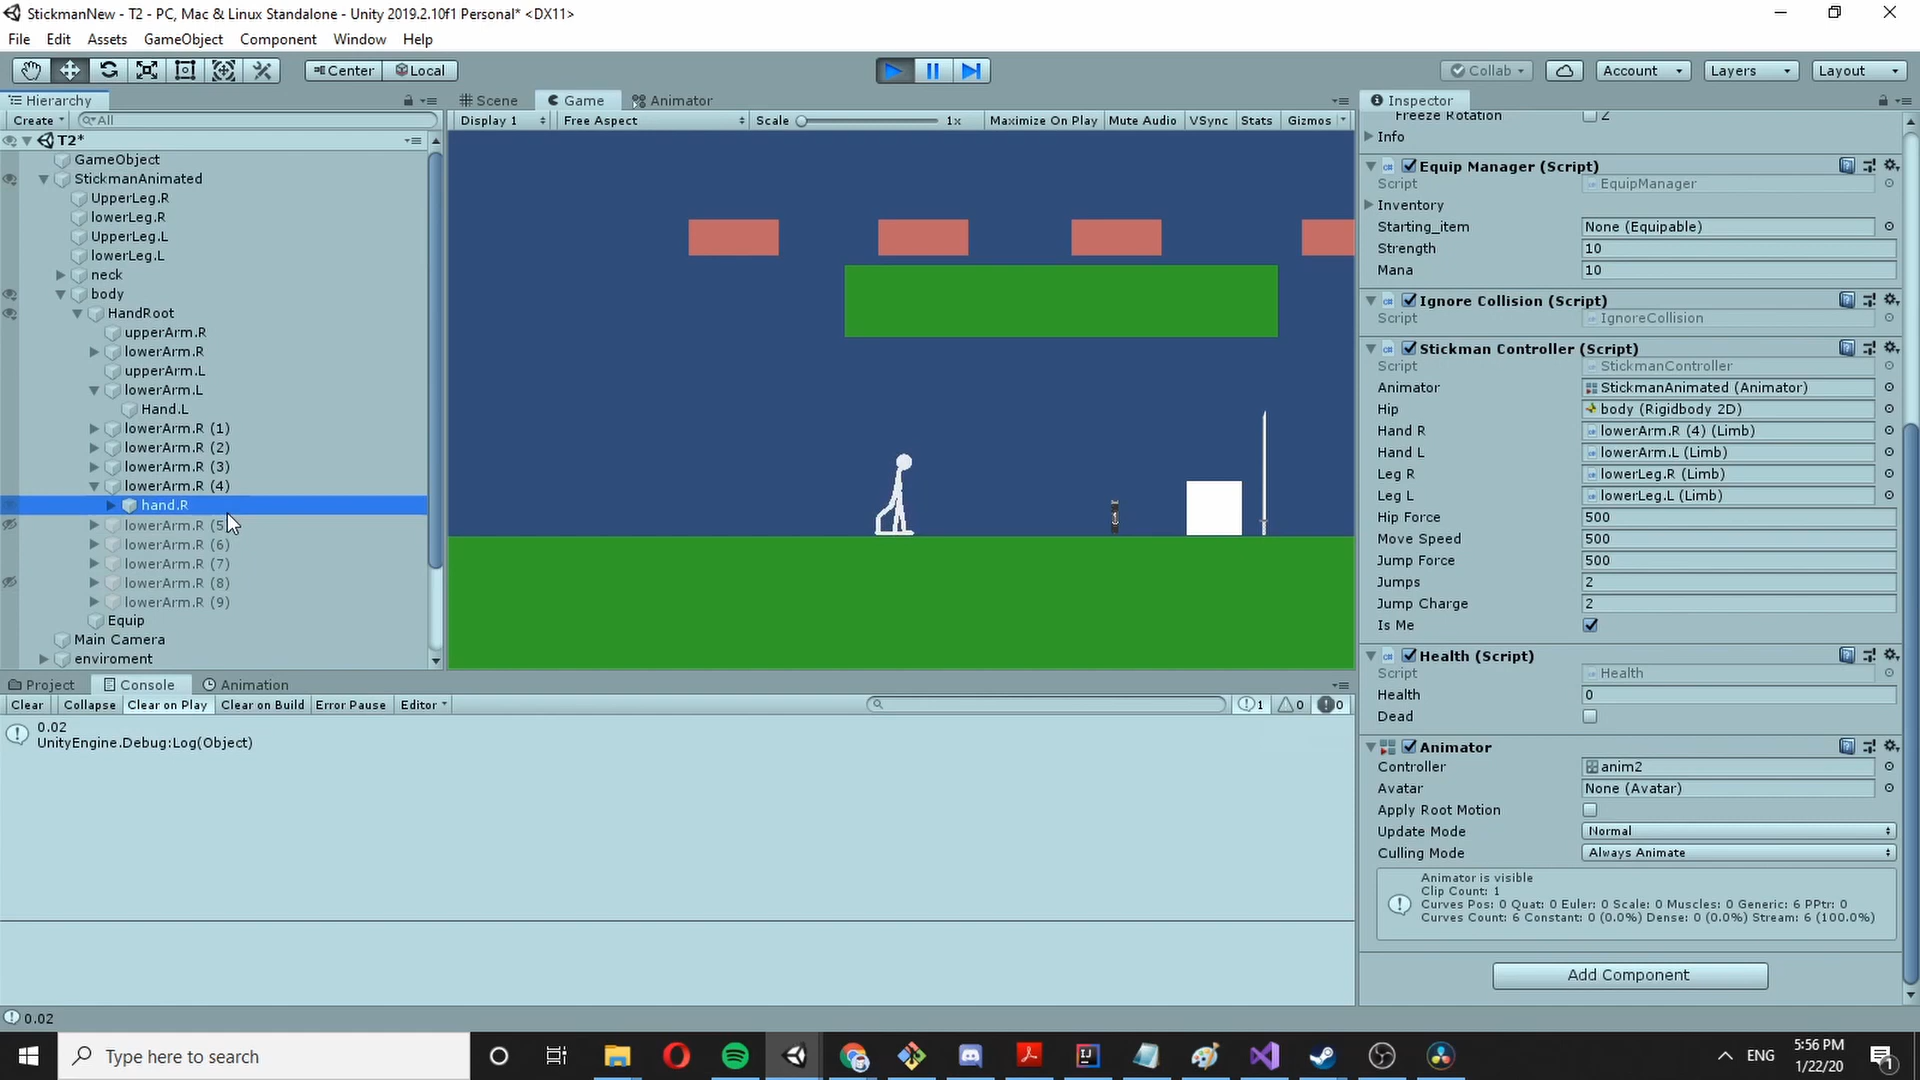 StickmanNew - T2 - PC, Mac & Linux Standalone - Unity 2019.2.10f1 Personal* <DX11>
File Edit Assets GameObject Component Window Help
Center Local
Collab Account Layers Layout
Hierarchy
Create All
T2*
GameObject
StickmanAnimated
UpperLeg.R
lowerLeg.R
UpperLeg.L
lowerLeg.L
neck
body
HandRoot
upperArm.R
lowerArm.R
upperArm.L
lowerArm.L
Hand.L
lowerArm.R (1)
lowerArm.R (2)
lowerArm.R (3)
lowerArm.R (4)
hand.R
lowerArm.R (5
lowerArm.R (6)
lowerArm.R (7)
lowerArm.R (8)
lowerArm.R (9)
Equip
Main Camera
enviroment
Scene Game Animator
Display 1 Free Aspect Scale 1x Maximize On Play Mute Audio VSync Stats Gizmos
Inspector
Freeze Rotation Z
Info
Equip Manager (Script)
Script EquipManager
Inventory
Starting_item None (Equipable)
Strength 10
Mana 10
Ignore Collision (Script)
Script IgnoreCollision
Stickman Controller (Script)
Script StickmanController
Animator StickmanAnimated (Animator)
Hip body (Rigidbody 2D)
Hand R lowerArm.R (4) (Limb)
Hand L lowerArm.L (Limb)
Leg R lowerLeg.R (Limb)
Leg L lowerLeg.L (Limb)
Hip Force 500
Move Speed 500
Jump Force 500
Jumps 2
Jump Charge 2
Is Me
Health (Script)
Script Health
Health 0
Dead
Animator
Controller anim2
Avatar None (Avatar)
Apply Root Motion
Update Mode Normal
Culling Mode Always Animate
Animator is visible
Clip Count: 1
Curves Pos: 0 Quat: 0 Euler: 0 Scale: 0 Muscles: 0 Generic: 6 PPtr: 0
Curves Count: 6 Constant: 0 (0.0%) Dense: 0 (0.0%) Stream: 6 (100.0%)
Add Component
Project Console Animation
Clear Collapse Clear on Play Clear on Build Error Pause Editor 1 0 0
0.02
UnityEngine.Debug:Log(Object)
0.02
Type here to search
ENG
5:56 PM
1/22/20
1